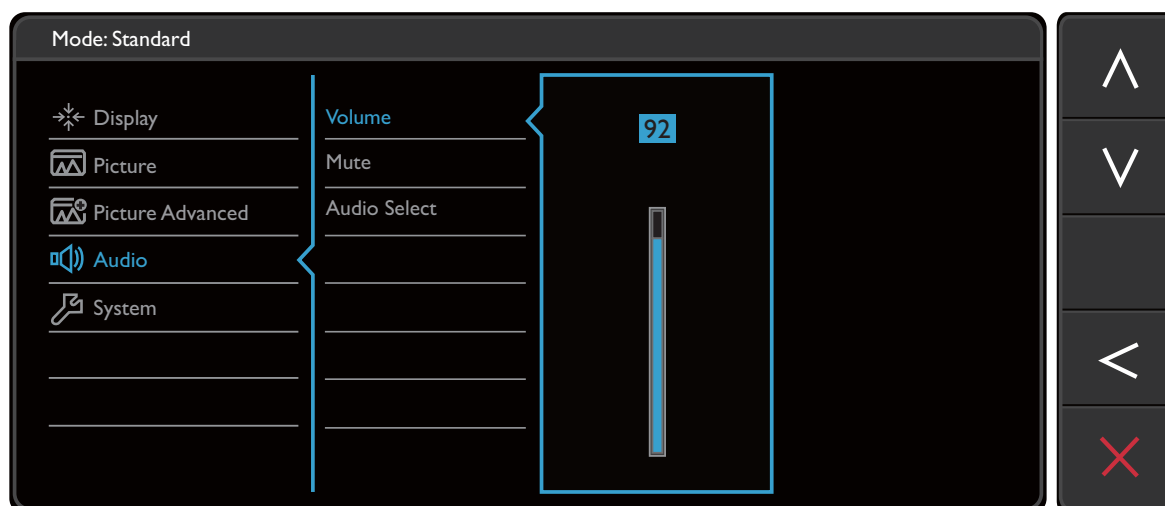 Mode: Standard
Display
Picture
Picture Advanced
Audio
System
Volume
Mute
Audio Select
92